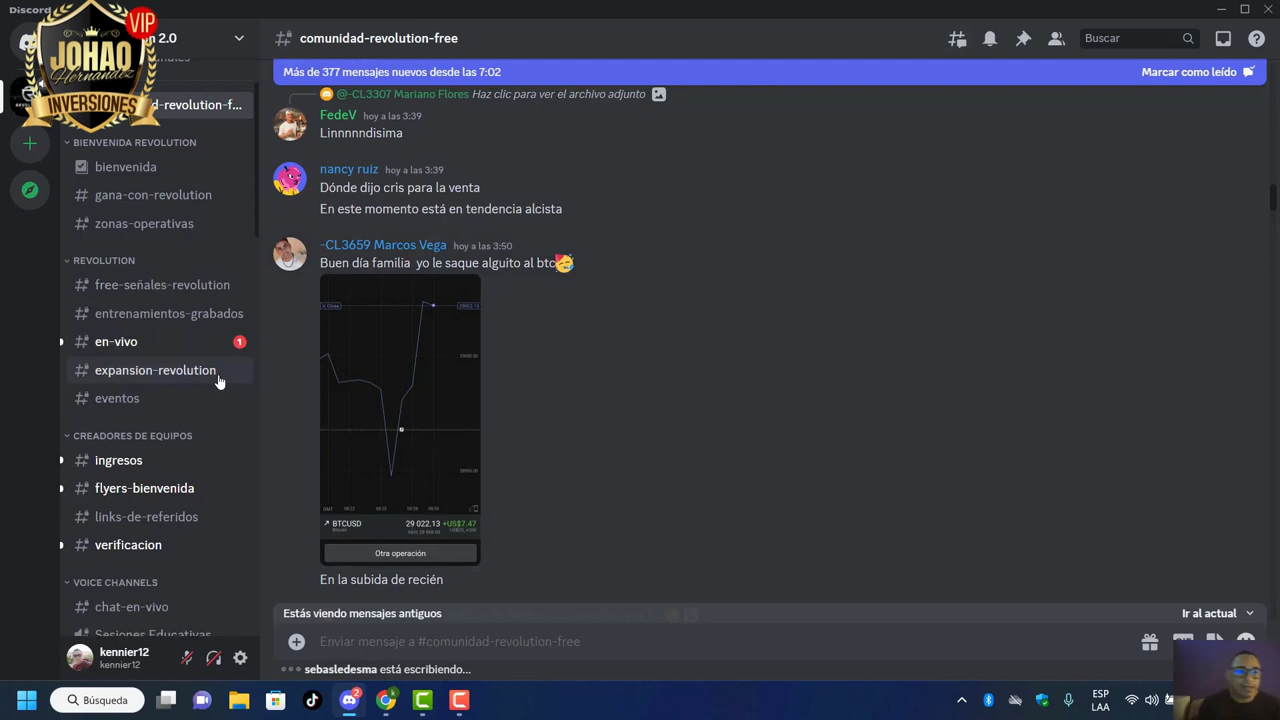 Discord
VIP
JOHAO
Hernandez
INVERSIONES
n 2.0
d-revolution-f...
BIENVENIDA REVOLUTION
bienvenida
gana-con-revolution
zonas-operativas
REVOLUTION
free-señales-revolution
entrenamientos-grabados
en-vivo
1
expansion-revolution
eventos
CREADORES DE EQUIPOS
ingresos
flyers-bienvenida
links-de-referidos
verificacion
VOICE CHANNELS
chat-en-vivo
Sesiones Educativas
kennier12
kennier12
comunidad-revolution-free
Buscar
Más de 377 mensajes nuevos desde las 7:02
Marcar como leído
@-CL3307 Mariano Flores Haz clic para ver el archivo adjunto
FedeV hoy a las 3:39
Linnnnndisima
nancy ruiz hoy a las 3:39
Dónde dijo cris para la venta
En este momento está en tendencia alcista
-CL3659 Marcos Vega hoy a las 3:50
Buen día familia yo le saque alguito al btc
BTCUSD 29 022.13 +US$7.47
Otra operación
En la subida de recién
Estás viendo mensajes antiguos
Ir al actual
Enviar mensaje a #comunidad-revolution-free
sebasledesma está escribiendo...
Búsqueda
2
ESP
LAA